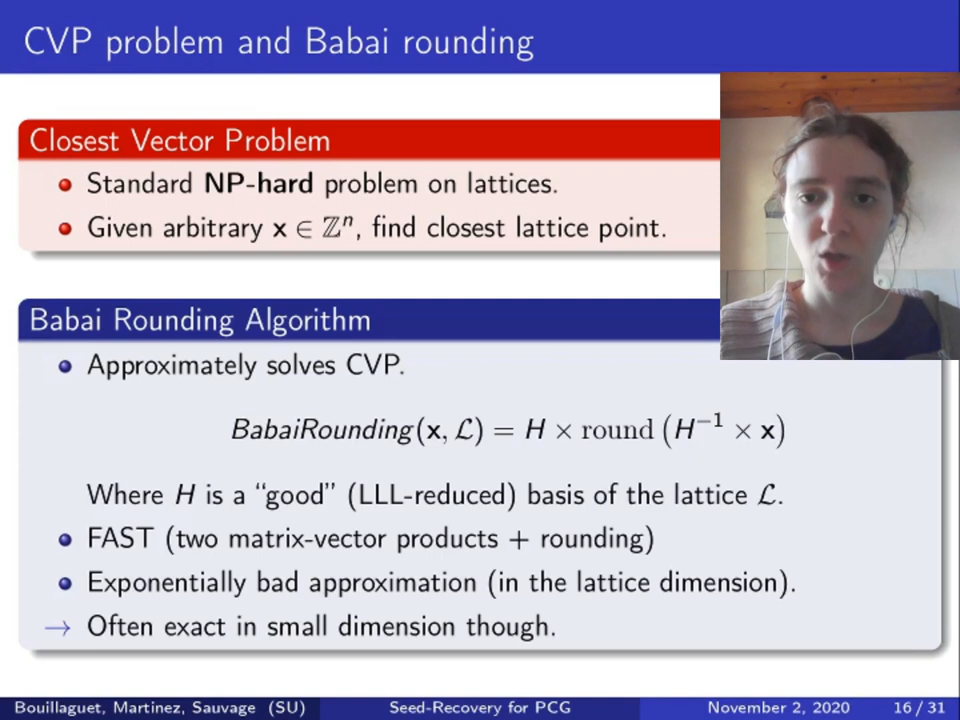 CVP problem and Babai rounding
Closest Vector Problem
Standard NP-hard problem on lattices.
Given arbitrary x ∈ ℤⁿ, find closest lattice point.
Babai Rounding Algorithm
Approximately solves CVP.
BabaiRounding(x, ℒ) = H × round (H⁻¹ × x)
Where H is a “good” (LLL-reduced) basis of the lattice ℒ.
FAST (two matrix-vector products + rounding)
Exponentially bad approximation (in the lattice dimension).
→ Often exact in small dimension though.
Bouillaguet, Martinez, Sauvage (SU) Seed-Recovery for PCG November 2, 2020 16 / 31